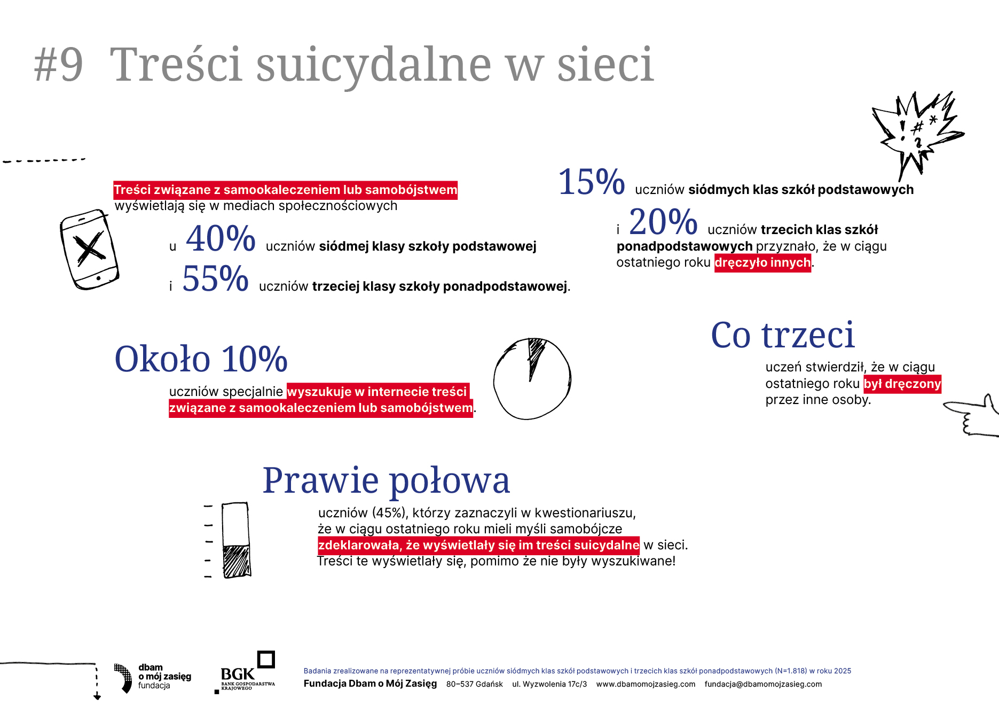 #9 Treści suicydalne w sieci
Treści związane z samookaleczeniem lub samobójstwem
wyświetlają się w mediach społecznościowych
u 40% uczniów siódmej klasy szkoły podstawowej
i 55% uczniów trzeciej klasy szkoły ponadpodstawowej.
15% uczniów siódmych klas szkół podstawowych
i 20% uczniów trzecich klas szkół
ponadpodstawowych przyznało, że w ciągu
ostatniego roku dręczyło innych.
! # * ?
Około 10%
uczniów specjalnie wyszukuje w internecie treści
związane z samookaleczeniem lub samobójstwem.
Co trzeci
uczeń stwierdził, że w ciągu
ostatniego roku był dręczony
przez inne osoby.
Prawie połowa
uczniów (45%), którzy zaznaczyli w kwestionariuszu,
że w ciągu ostatniego roku mieli myśli samobójcze
zdeklarowała, że wyświetlały się im treści suicydalne w sieci.
Treści te wyświetlały się, pomimo że nie były wyszukiwane!
dbam
o mój zasięg
fundacja
BGK
BANK GOSPODARSTWA
KRAJOWEGO
Badania zrealizowane na reprezentatywnej próbie uczniów siódmych klas szkół podstawowych i trzecich klas szkół ponadpodstawowych (N=1.818) w roku 2025
Fundacja Dbam o Mój Zasięg 80–537 Gdańsk ul. Wyzwolenia 17c/3 www.dbamomojzasieg.com fundacja@dbamomojzasieg.com